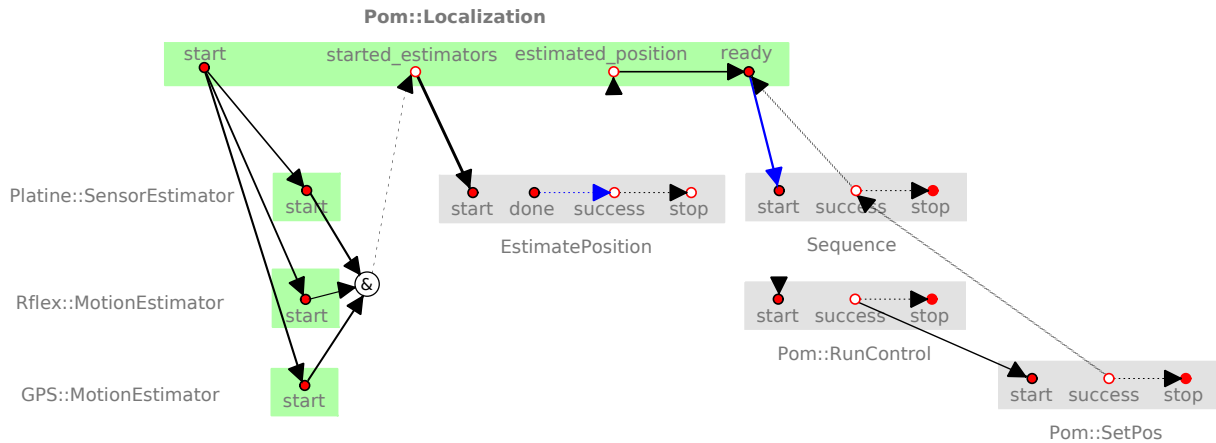 Pom::Localization
start started_estimators estimated_position ready
Platine::SensorEstimator
start
start done success stop
EstimatePosition
start success stop
Sequence
Rflex::MotionEstimator
start
&
start success stop
Pom::RunControl
GPS::MotionEstimator
start
start success stop
Pom::SetPos